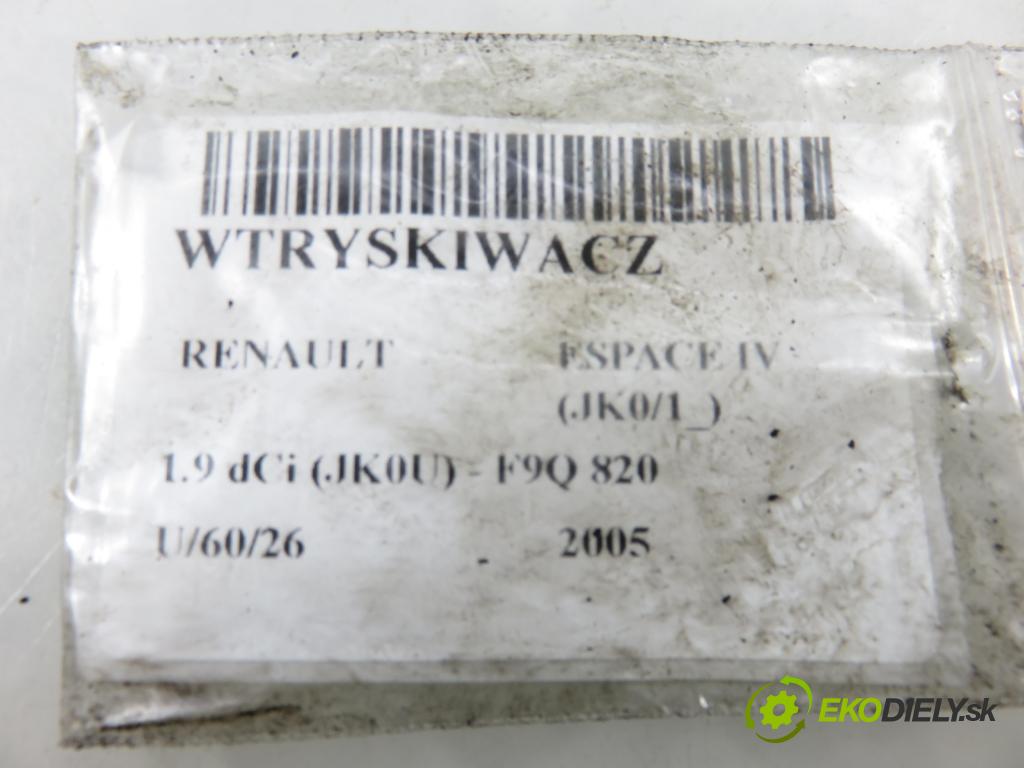 WTRYSKIWACZ
RENAULT ESPACE IV
(JK0/1_)
1.9 dCi (JK0U) - F9Q 820
U/60/26 2005
EKODIELY.sk